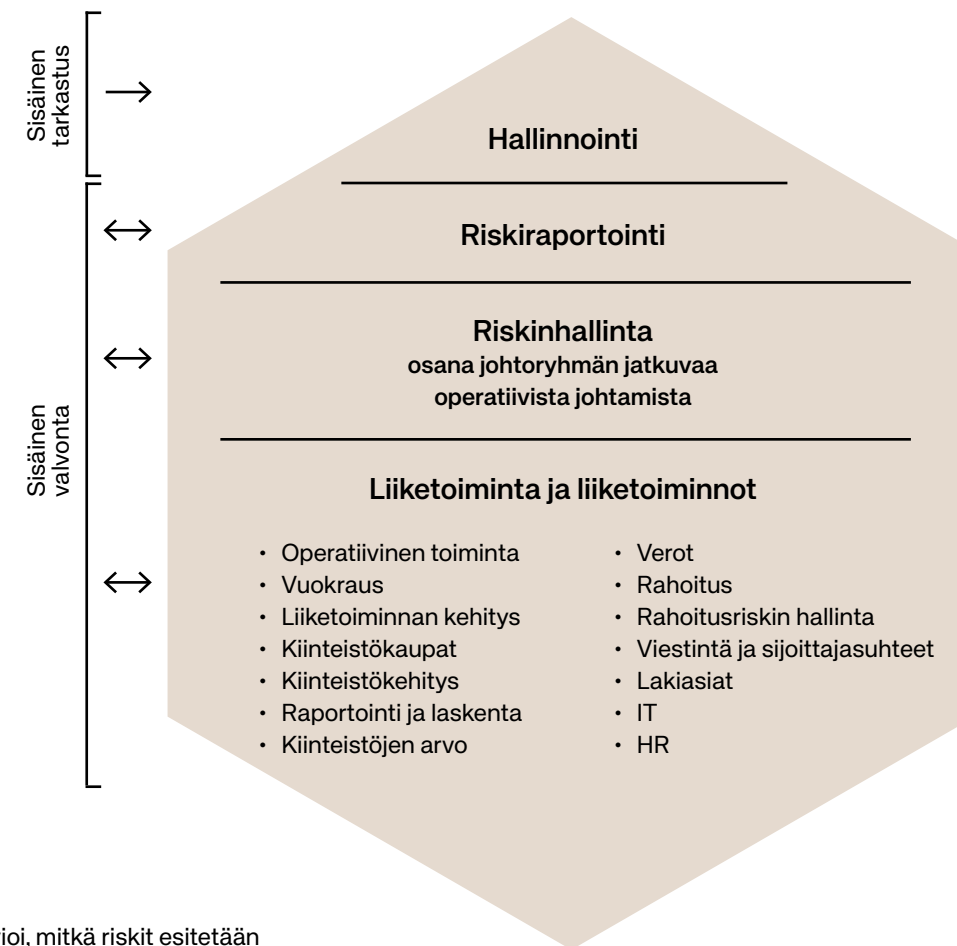 Sisäinen
tarkastus
Hallinnointi
Riskiraportointi
Riskinhallinta
osana johtoryhmän jatkuvaa
operatiivista johtamista
Sisäinen
valvonta
Liiketoiminta ja liiketoiminnot
• Operatiivinen toiminta
• Vuokraus
• Liiketoiminnan kehitys
• Kiinteistökaupat
• Kiinteistökehitys
• Raportointi ja laskenta
• Kiinteistöjen arvo
• Verot
• Rahoitus
• Rahoitusriskin hallinta
• Viestintä ja sijoittajasuhteet
• Lakiasiat
• IT
• HR
ioi, mitkä riskit esitetään